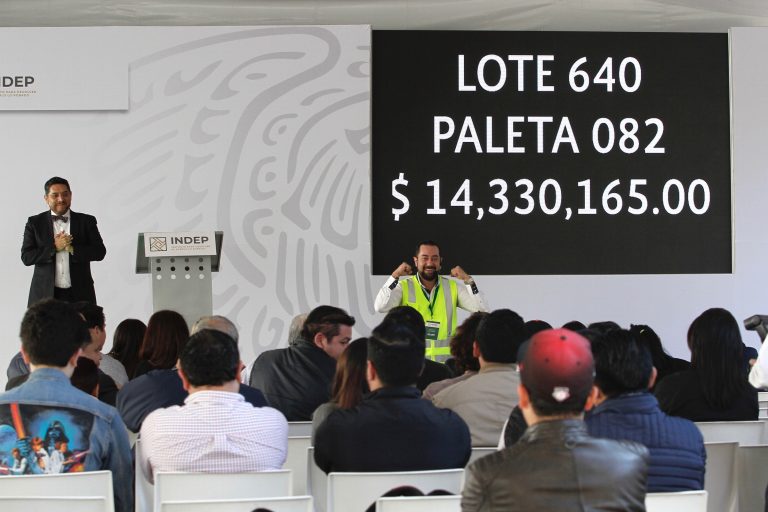 INDEP
LOTE 640
PALETA 082
$ 14,330,165.00
INDEP